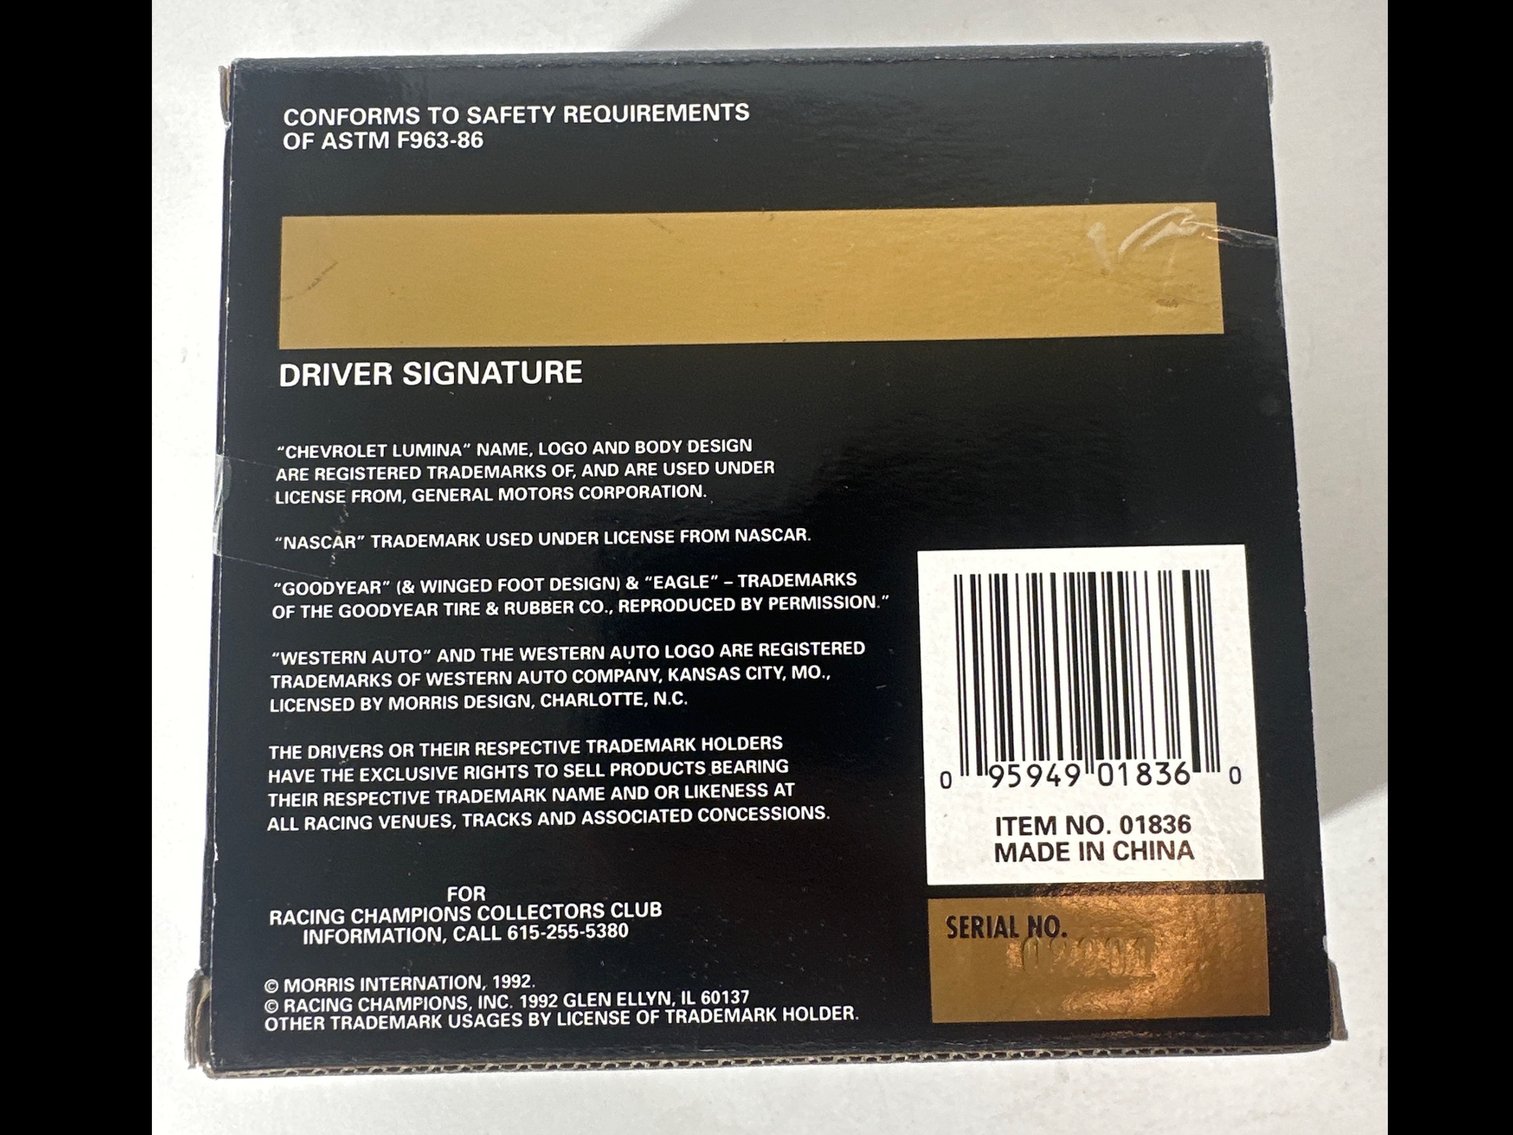 CONFORMS TO SAFETY REQUIREMENTS
OF ASTM F963-86
DRIVER SIGNATURE
“CHEVROLET LUMINA” NAME, LOGO AND BODY DESIGN
ARE REGISTERED TRADEMARKS OF, AND ARE USED UNDER
LICENSE FROM, GENERAL MOTORS CORPORATION.
“NASCAR” TRADEMARK USED UNDER LICENSE FROM NASCAR.
“GOODYEAR” (& WINGED FOOT DESIGN) & “EAGLE” – TRADEMARKS
OF THE GOODYEAR TIRE & RUBBER CO., REPRODUCED BY PERMISSION.”
“WESTERN AUTO” AND THE WESTERN AUTO LOGO ARE REGISTERED
TRADEMARKS OF WESTERN AUTO COMPANY, KANSAS CITY, MO.,
LICENSED BY MORRIS DESIGN, CHARLOTTE, N.C.
THE DRIVERS OR THEIR RESPECTIVE TRADEMARK HOLDERS
HAVE THE EXCLUSIVE RIGHTS TO SELL PRODUCTS BEARING
THEIR RESPECTIVE TRADEMARK NAME AND OR LIKENESS AT
ALL RACING VENUES, TRACKS AND ASSOCIATED CONCESSIONS.
FOR
RACING CHAMPIONS COLLECTORS CLUB
INFORMATION, CALL 615-255-5380
© MORRIS INTERNATION, 1992.
© RACING CHAMPIONS, INC. 1992 GLEN ELLYN, IL 60137
OTHER TRADEMARK USAGES BY LICENSE OF TRADEMARK HOLDER.
0 95949 01836 0
ITEM NO. 01836
MADE IN CHINA
SERIAL NO.